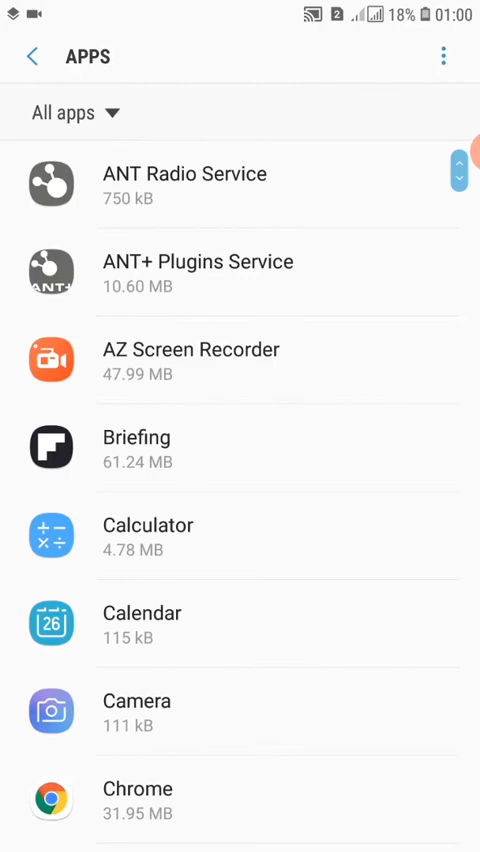 2 18% 01:00
APPS
All apps
ANT Radio Service
750 kB
ANT+ Plugins Service
ANT+
10.60 MB
AZ Screen Recorder
47.99 MB
Briefing
61.24 MB
Calculator
4.78 MB
Calendar
26
115 kB
Camera
111 kB
Chrome
31.95 MB